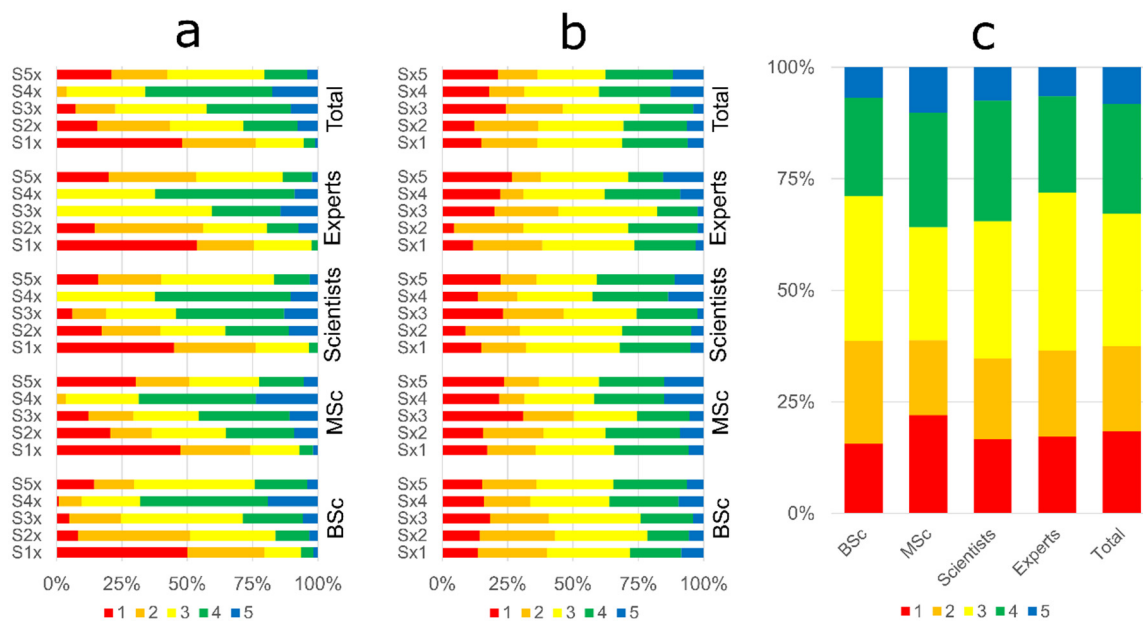 a
S5x
S4x
S3x
S2x
S1x
Total
S5x
S4x
S3x
S2x
S1x
Experts
S5x
S4x
S3x
S2x
S1x
Scientists
S5x
S4x
S3x
S2x
S1x
MSc
S5x
S4x
S3x
S2x
S1x
BSc
0% 25% 50% 75% 100%
1 2 3 4 5
b
Sx5
Sx4
Sx3
Sx2
Sx1
Total
Sx5
Sx4
Sx3
Sx2
Sx1
Experts
Sx5
Sx4
Sx3
Sx2
Sx1
Scientists
Sx5
Sx4
Sx3
Sx2
Sx1
MSc
Sx5
Sx4
Sx3
Sx2
Sx1
BSc
0% 25% 50% 75% 100%
1 2 3 4 5
c
100%
75%
50%
25%
0%
BSc MSc Scientists Experts Total
1 2 3 4 5